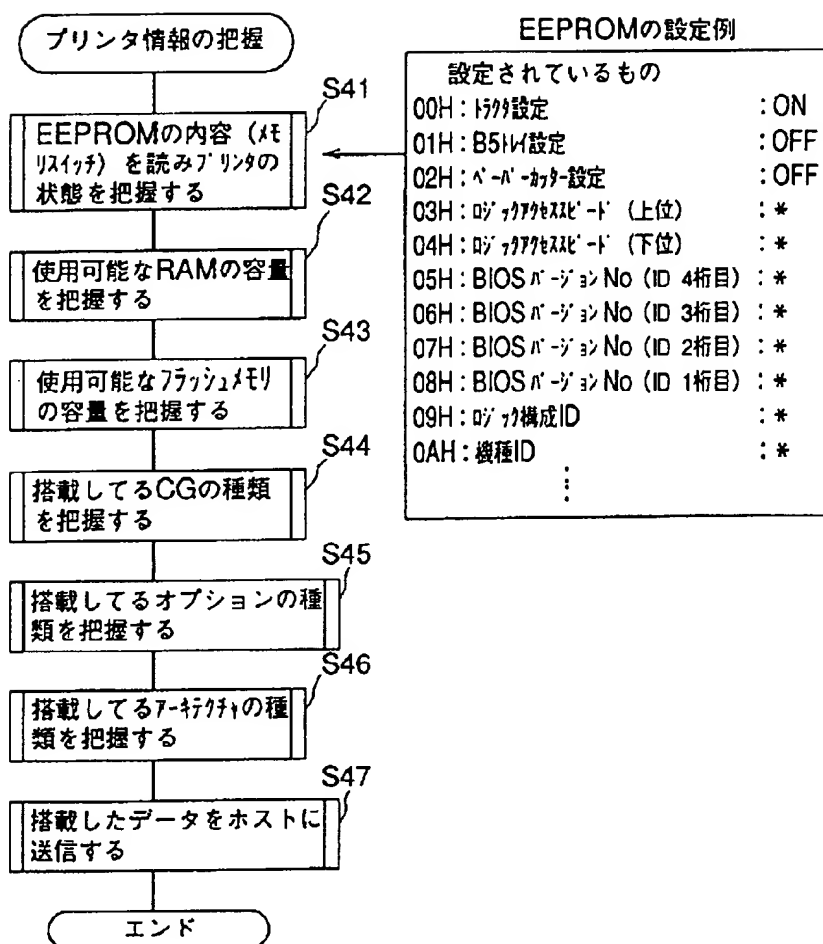 プリンタ情報の把握
S41
EEPROMの内容（ﾒﾓ
ﾘｽｲｯﾁ）を読みﾌﾟﾘﾝﾀの
状態を把握する
S42
使用可能なRAMの容量
を把握する
S43
使用可能なﾌﾗｯｼｭﾒﾓﾘ
の容量を把握する
S44
搭載してるCGの種類
を把握する
S45
搭載してるオプションの種
類を把握する
S46
搭載してるｱｰｷﾃｸﾁｬの種
類を把握する
S47
搭載したデータをホストに
送信する
エンド
EEPROMの設定例
設定されているもの
00H：ﾄﾗｸﾀ設定 ：ON
01H：B5ﾄﾚｲ設定 ：OFF
02H：ﾍﾟｰﾊﾟｰｶｯﾀｰ設定 ：OFF
03H：ﾛｼﾞｯｸｱｸｾｽｽﾋﾟｰﾄﾞ（上位） ：*
04H：ﾛｼﾞｯｸｱｸｾｽｽﾋﾟｰﾄﾞ（下位） ：*
05H：BIOSﾊﾞｰｼﾞｮﾝNo（ID 4桁目）：*
06H：BIOSﾊﾞｰｼﾞｮﾝNo（ID 3桁目）：*
07H：BIOSﾊﾞｰｼﾞｮﾝNo（ID 2桁目）：*
08H：BIOSﾊﾞｰｼﾞｮﾝNo（ID 1桁目）：*
09H：ﾛｼﾞｯｸ構成ID ：*
0AH：機種ID ：*
⋮